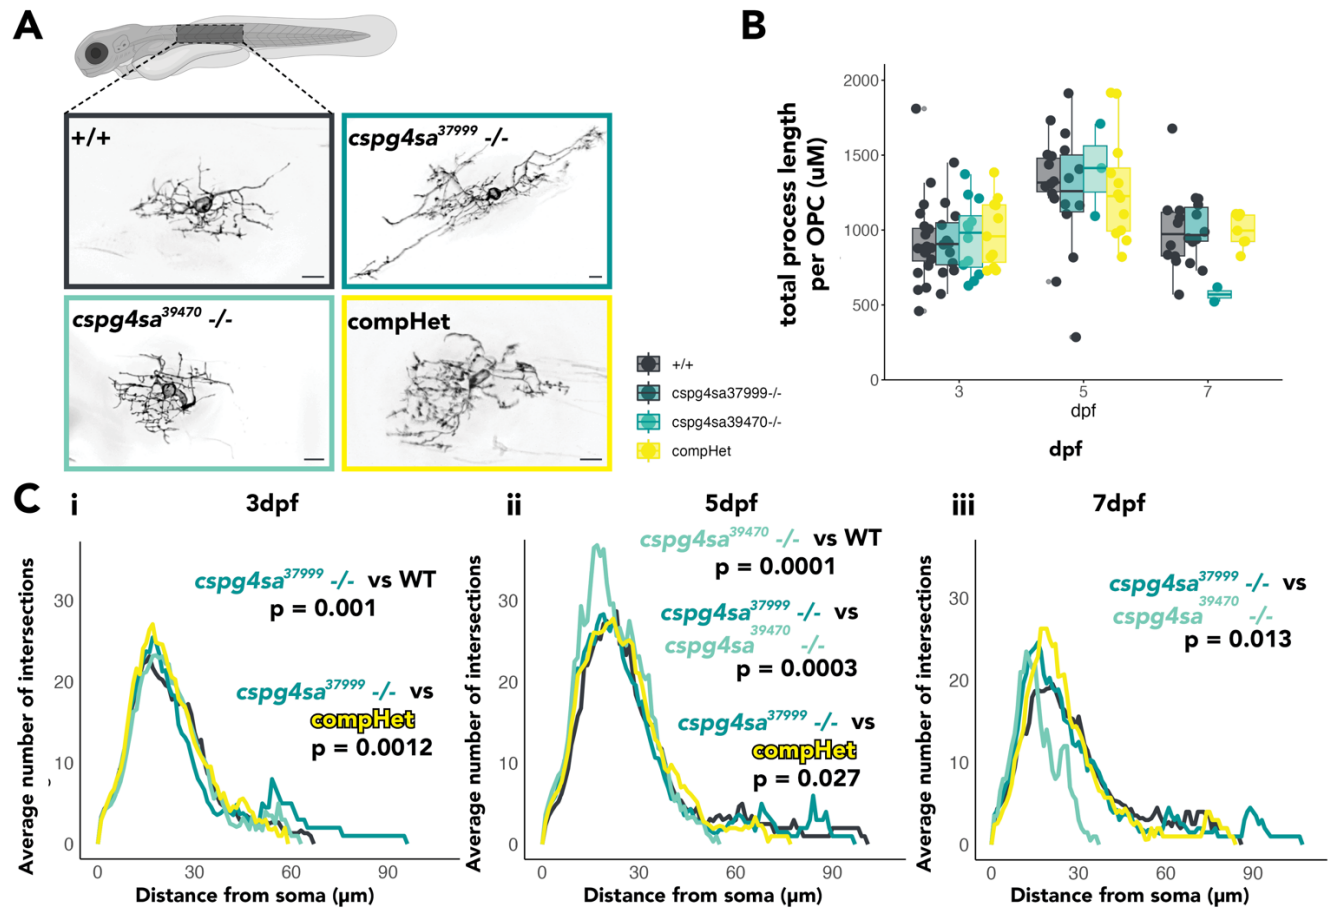 A
+/+
cspg4sa37999 -/-
cspg4sa39470 -/-
compHet
B
total process length
per OPC (uM)
2000
1500
1000
500
0
3
5
7
dpf
dpf
+/+
cspg4sa37999-/-
cspg4sa39470-/-
compHet
C
i
3dpf
Average number of intersections
30
20
10
0
cspg4sa37999 -/- vs WT
p = 0.001
cspg4sa37999 -/- vs
compHet
p = 0.0012
0
30
60
90
Distance from soma (μm)
ii
5dpf
Average number of intersections
30
20
10
0
cspg4sa39470 -/- vs WT
p = 0.0001
cspg4sa37999 -/- vs
cspg4sa39470 -/-
p = 0.0003
cspg4sa37999 -/- vs
compHet
p = 0.027
0
30
60
90
Distance from soma (μm)
iii
7dpf
Average number of intersections
30
20
10
0
cspg4sa37999 -/- vs
cspg4sa39470 -/-
p = 0.013
0
30
60
90
Distance from soma (μm)